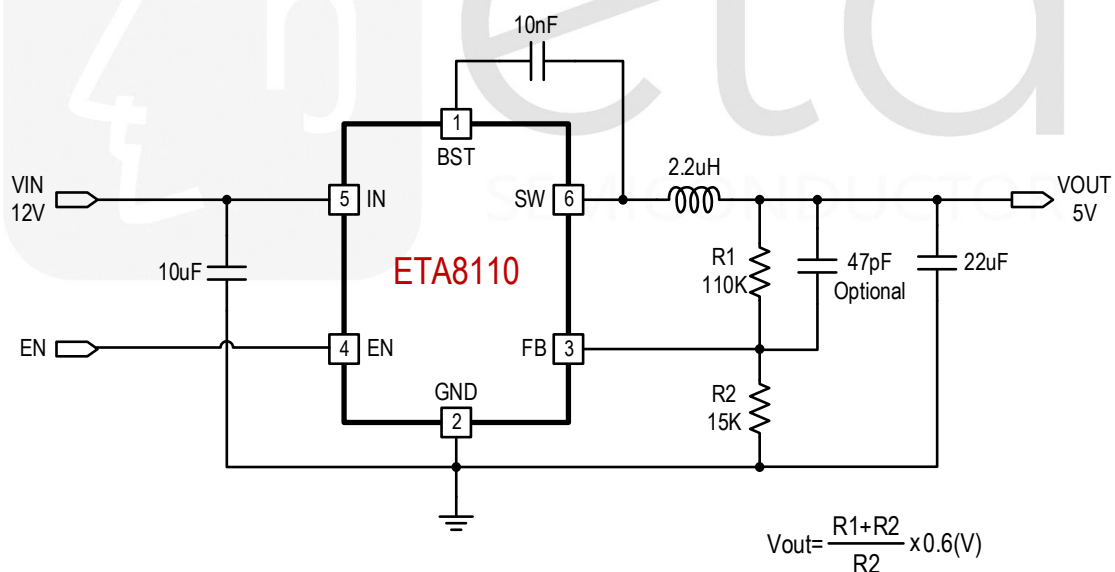 eta
SEMICONDUCTOR
10nF
1
BST
VIN
12V
5
IN
SW
6
2.2uH
VOUT
5V
10uF
ETA8110
R1
110K
47pF
Optional
22uF
EN
4
EN
FB
3
GND
2
R2
15K
Vout=
R1+R2
R2
x0.6(V)